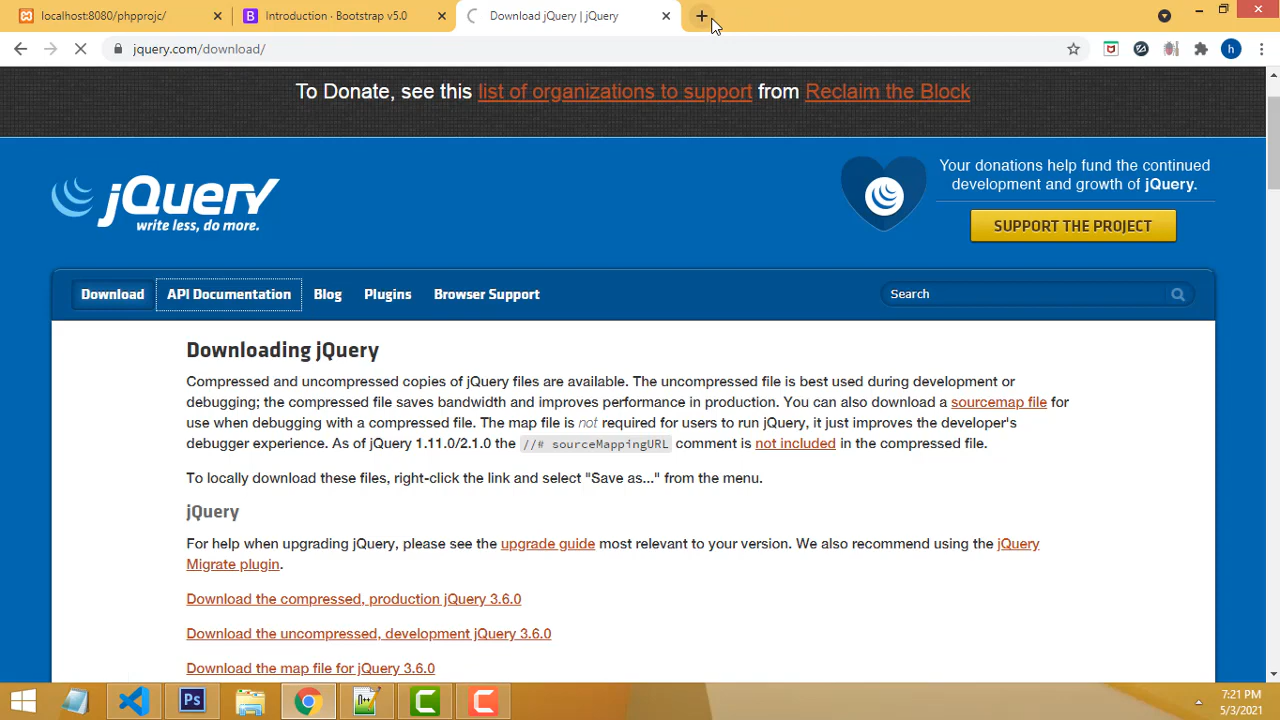 localhost:8080/phpprojc/
Introduction · Bootstrap v5.0
Download jQuery | jQuery
jquery.com/download/
h
To Donate, see this list of organizations to support from Reclaim the Block
jQuery
write less, do more.
Your donations help fund the continued
development and growth of jQuery.
SUPPORT THE PROJECT
Download
API Documentation
Blog
Plugins
Browser Support
Search
Downloading jQuery
Compressed and uncompressed copies of jQuery files are available. The uncompressed file is best used during development or
debugging; the compressed file saves bandwidth and improves performance in production. You can also download a sourcemap file for
use when debugging with a compressed file. The map file is not required for users to run jQuery, it just improves the developer's
debugger experience. As of jQuery 1.11.0/2.1.0 the //# sourceMappingURL comment is not included in the compressed file.
To locally download these files, right-click the link and select "Save as..." from the menu.
jQuery
For help when upgrading jQuery, please see the upgrade guide most relevant to your version. We also recommend using the jQuery
Migrate plugin.
Download the compressed, production jQuery 3.6.0
Download the uncompressed, development jQuery 3.6.0
Download the map file for jQuery 3.6.0
7:21 PM
5/3/2021